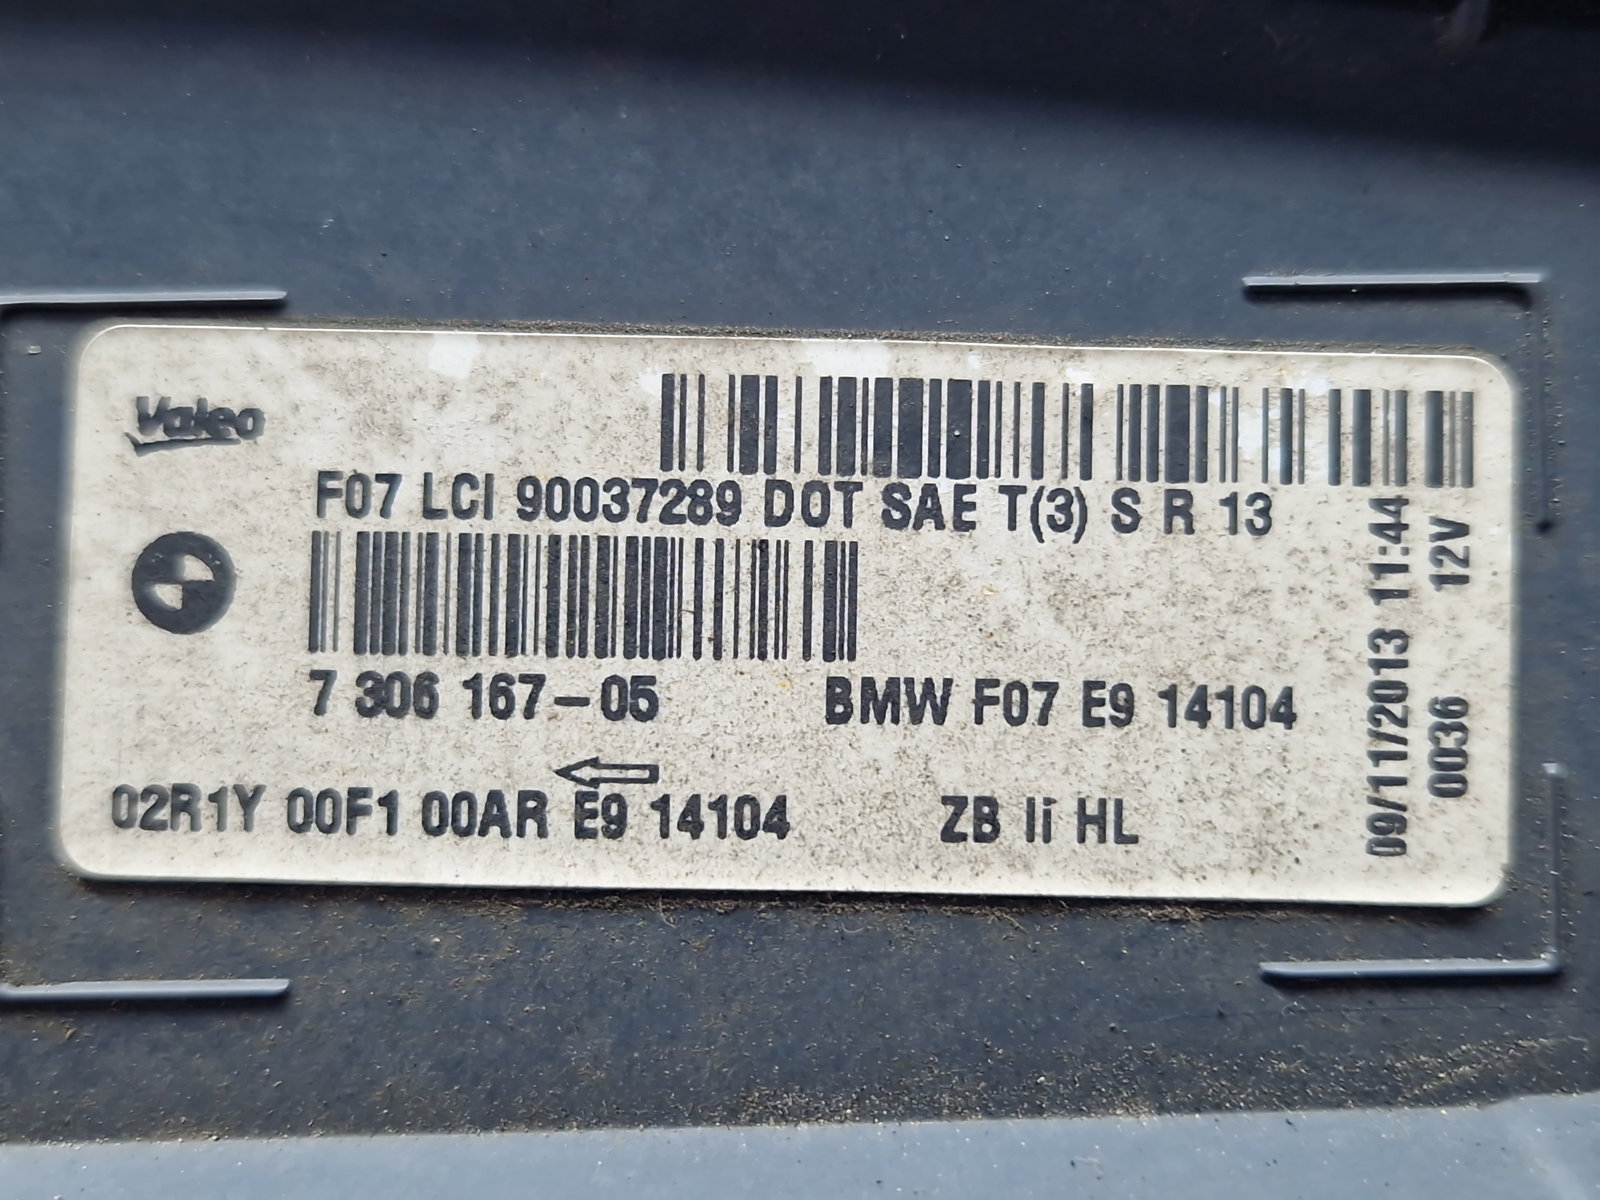 Valeo
F07 LCI 90037289 DOT SAE T(3) S R 13
7 306 167-05
BMW F07 E9 14104
02R1Y 00F1 00AR E9 14104
ZB li HL
09/11/2013 11:44
0036 12V